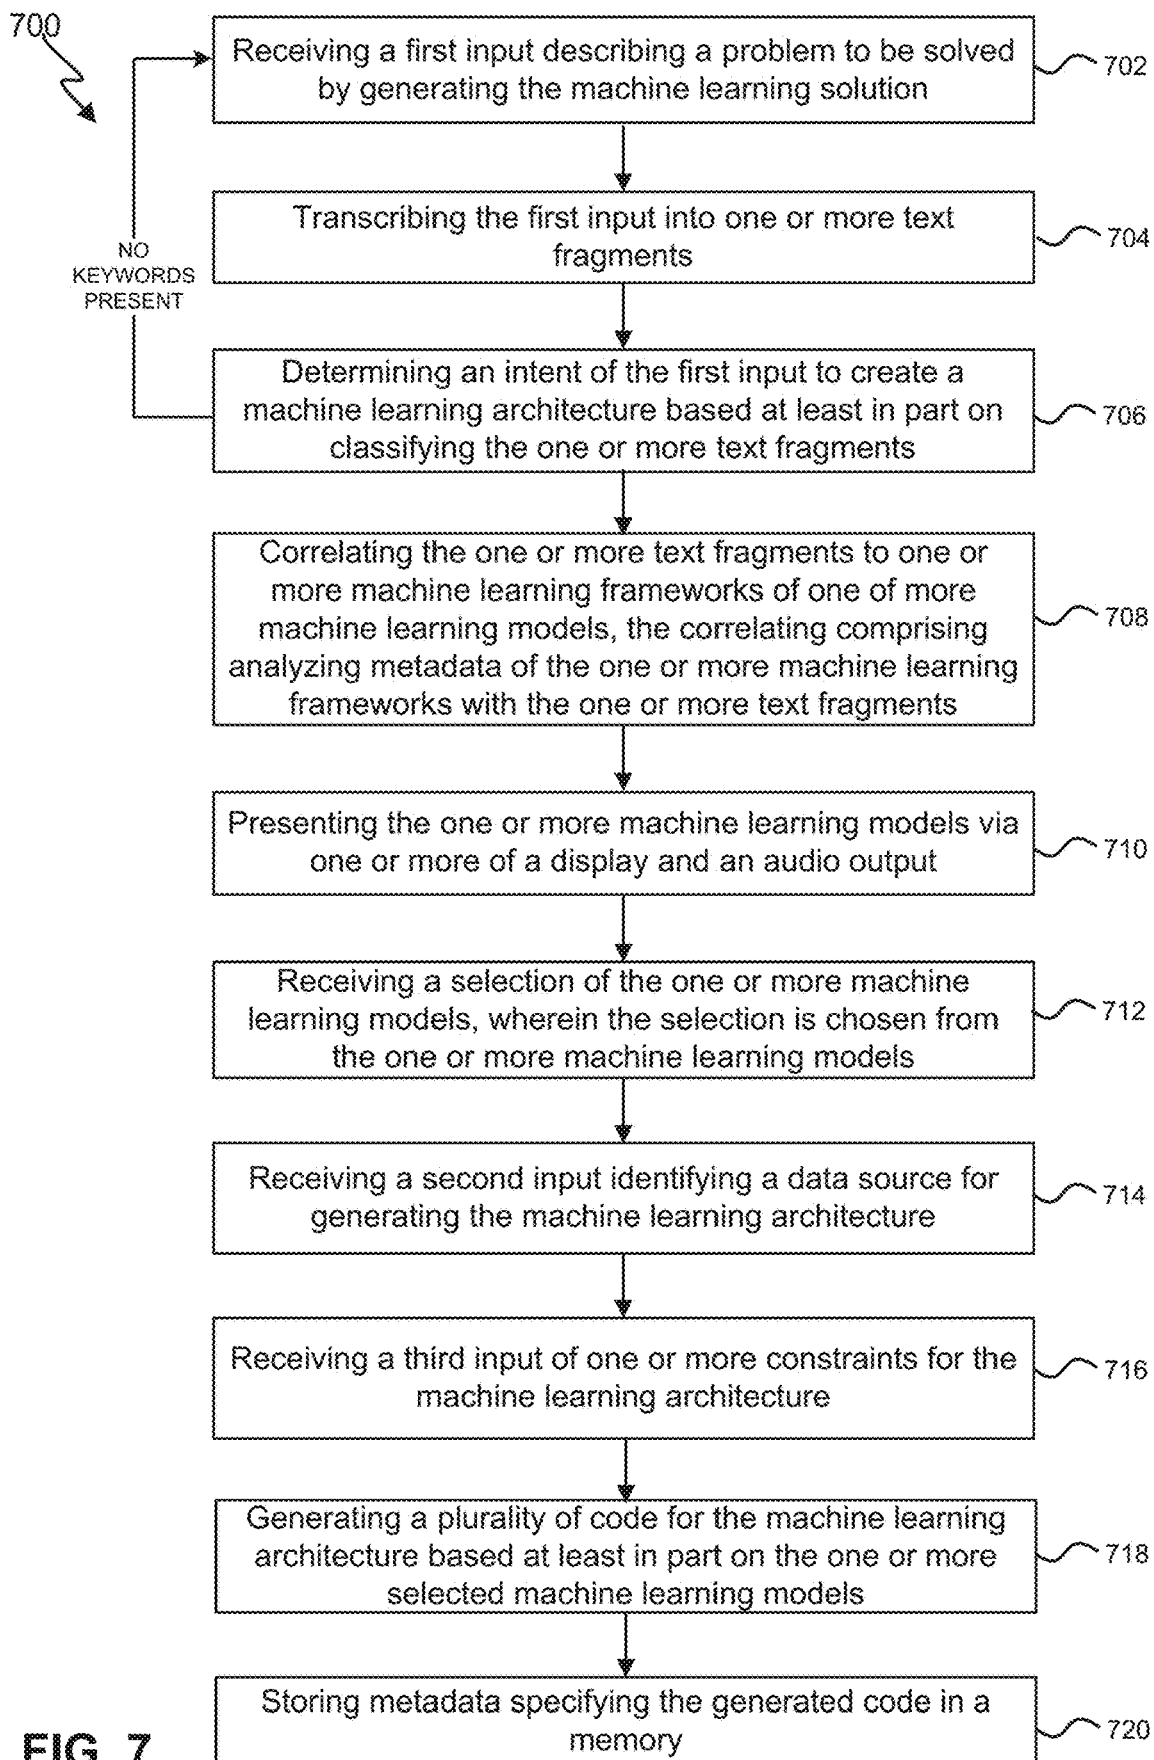 700
Receiving a first input describing a problem to be solved
by generating the machine learning solution
702
Transcribing the first input into one or more text
fragments
704
NO
KEYWORDS
PRESENT
Determining an intent of the first input to create a
machine learning architecture based at least in part on
classifying the one or more text fragments
706
Correlating the one or more text fragments to one or
more machine learning frameworks of one of more
machine learning models, the correlating comprising
analyzing metadata of the one or more machine learning
frameworks with the one or more text fragments
708
Presenting the one or more machine learning models via
one or more of a display and an audio output
710
Receiving a selection of the one or more machine
learning models, wherein the selection is chosen from
the one or more machine learning models
712
Receiving a second input identifying a data source for
generating the machine learning architecture
714
Receiving a third input of one or more constraints for the
machine learning architecture
716
Generating a plurality of code for the machine learning
architecture based at least in part on the one or more
selected machine learning models
718
Storing metadata specifying the generated code in a
memory
720
FIG. 7